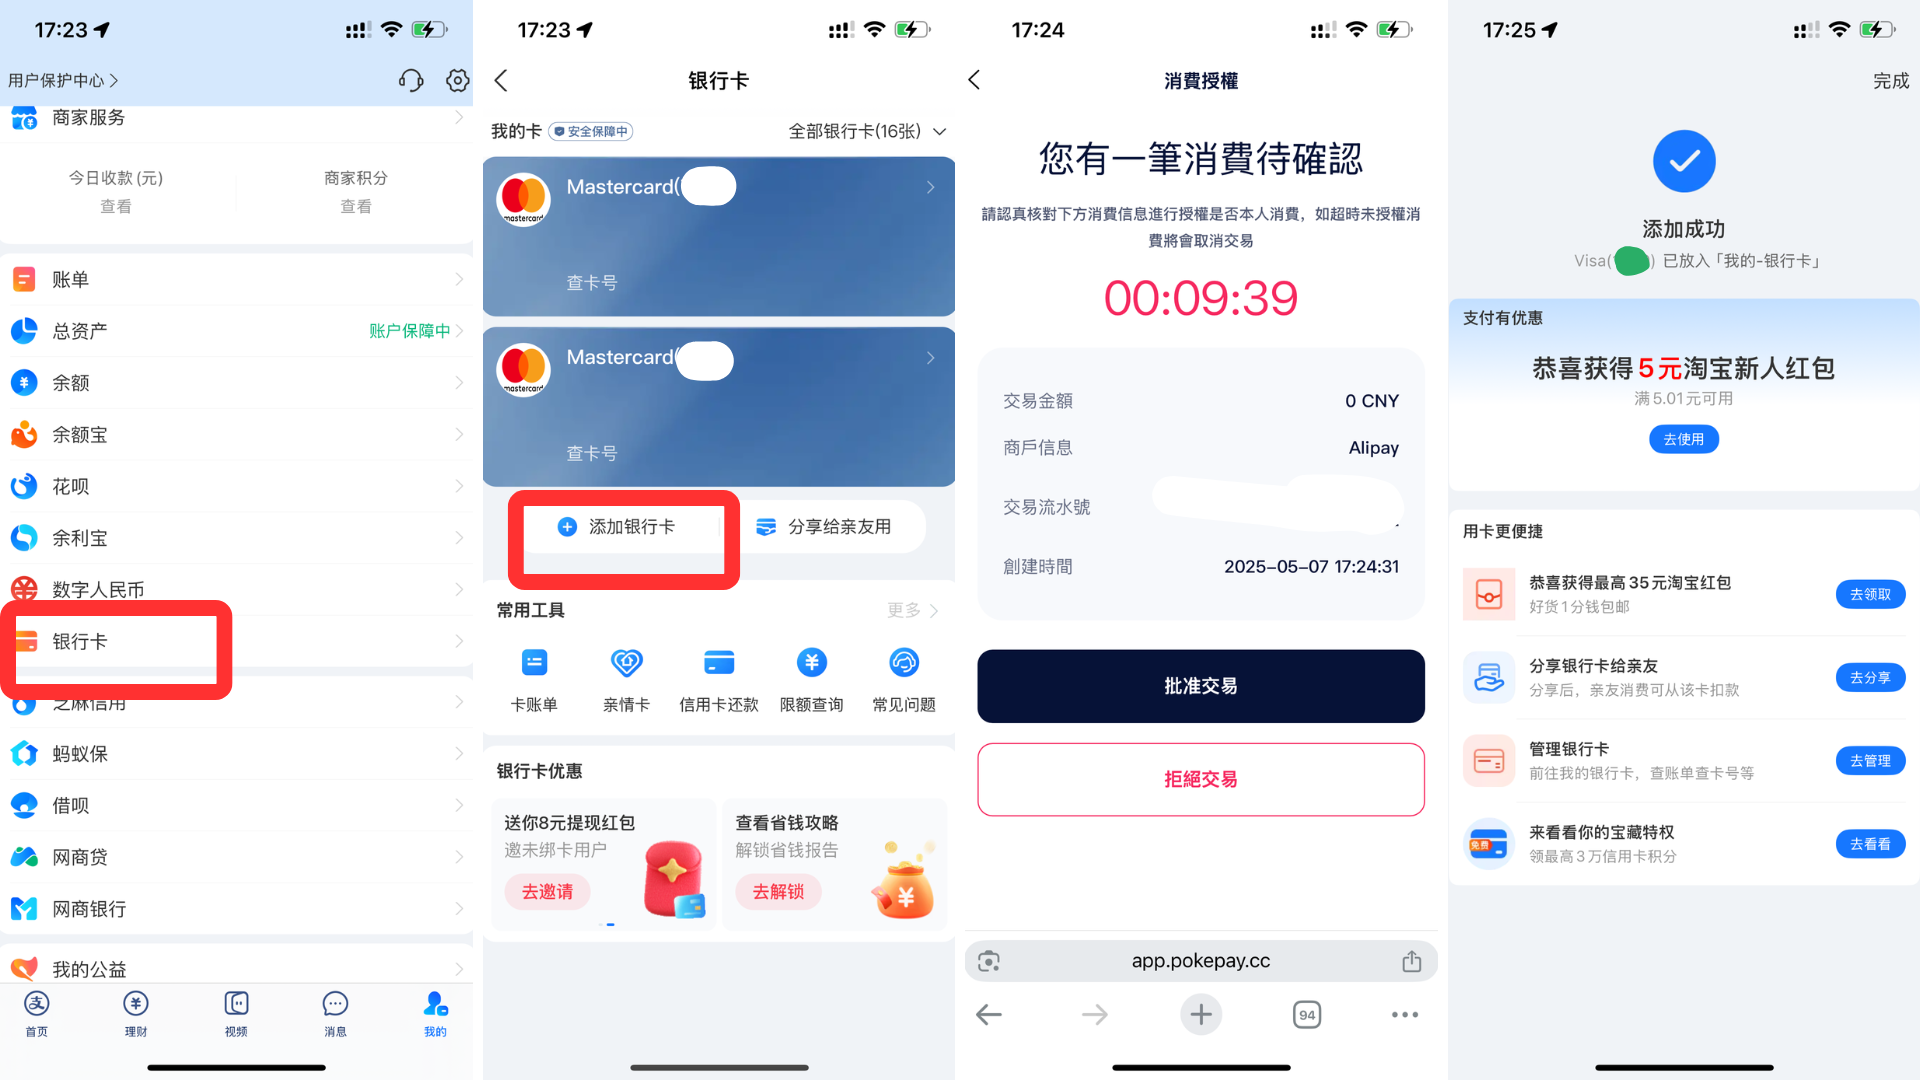 17:23
用户保护中心
商家服务
今日收款(元)
商家积分
查看
查看
账单
总资产
账户保障中
余额
余额宝
花呗
余利宝
数字人民币
银行卡
芝麻信用
蚂蚁保
借呗
网商贷
网商银行
我的公益
首页
理财
视频
消息
我的
17:23
银行卡
我的卡
安全保障中
全部银行卡(16张)
Mastercard(
mastercard
查卡号
Mastercard(
mastercard
查卡号
添加银行卡
分享给亲友用
常用工具
更多
卡账单
亲情卡
信用卡还款
限额查询
常见问题
银行卡优惠
送你8元提现红包
邀未绑卡用户
去邀请
查看省钱攻略
解锁省钱报告
去解锁
17:24
消費授權
您有一筆消費待確認
請認真核對下方消費信息進行授權是否本人消費，如超時未授權消
費將會取消交易
00:09:39
交易金額
0 CNY
商戶信息
Alipay
交易流水號
創建時間
2025-05-07 17:24:31
批准交易
拒絕交易
app.pokepay.cc
94
17:25
完成
添加成功
Visa( ) 已放入「我的-银行卡」
支付有优惠
恭喜获得5元淘宝新人红包
满5.01元可用
去使用
用卡更便捷
恭喜获得最高35元淘宝红包
好货1分钱包邮
去领取
分享银行卡给亲友
分享后，亲友消费可从该卡扣款
去分享
管理银行卡
前往我的银行卡，查账单查卡号等
去管理
来看看你的宝藏特权
领最高3万信用卡积分
免费
去看看